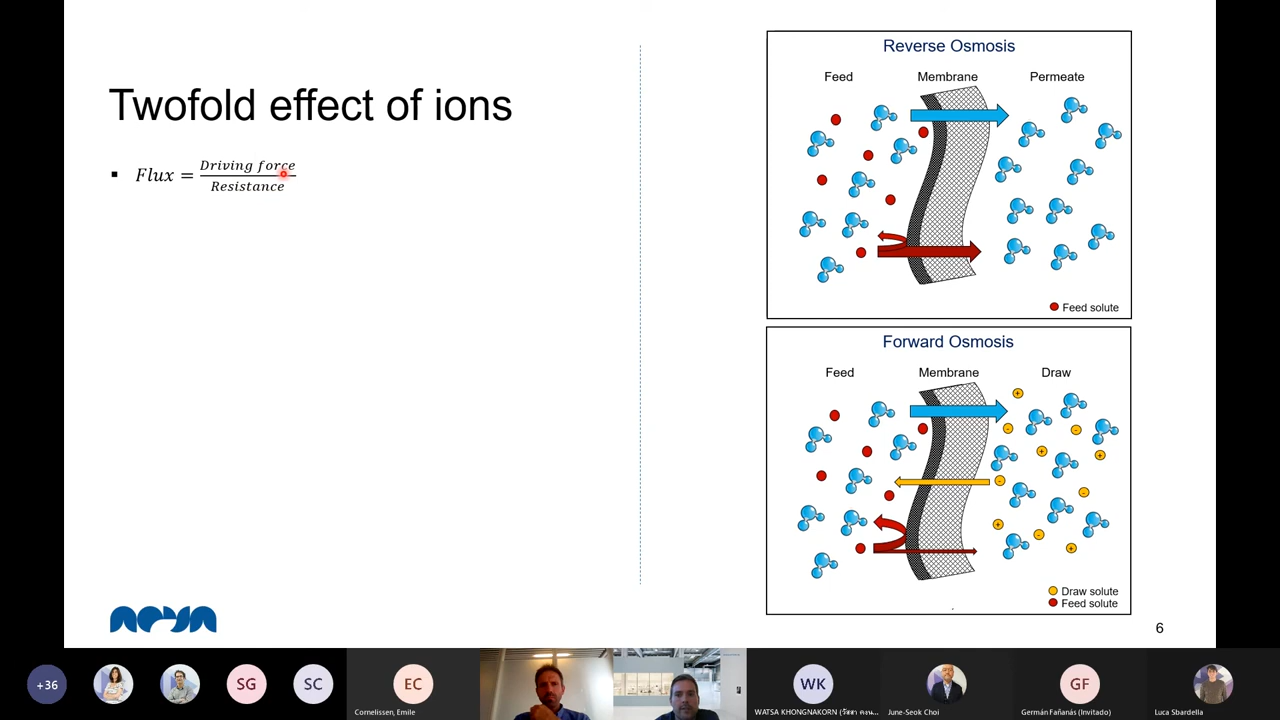 Twofold effect of ions
▪ Flux = Driving force / Resistance
Reverse Osmosis
Feed Membrane Permeate
Feed solute
Forward Osmosis
Feed Membrane Draw
+
- -
+ +
-
-
+ -
+
Draw solute
Feed solute
6
+36
SG
SC
EC
Cornelissen, Emile
WK
WATSA KHONGNAKORN
June-Seok Choi
GF
Germán Fañanás (Invitado)
Luca Sbardella